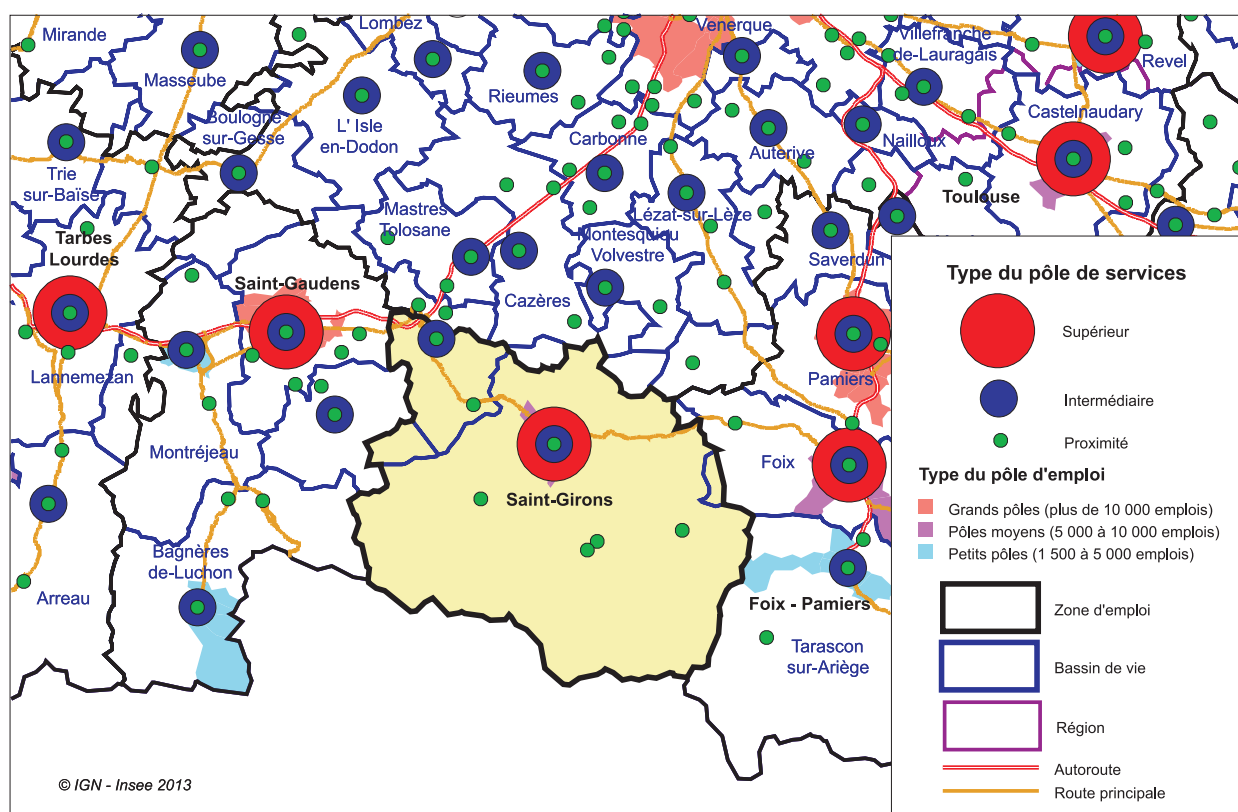 Mirande
Lombez
Venerque
Villefranche
de-Lauragais
Revel
Masseube
Rieumes
Castelnaudary
Boulogne
sur-Gesse
L' Isle
en-Dodon
Carbonne
Auterive
Nailloux
Trie
sur-Baïse
Toulouse
Mastres
Tolosane
Lézat-sur-Lèze
Montesquieu
Volvestre
Saverdun
Tarbes
Lourdes
Saint-Gaudens
Cazères
Lannemezan
Pamiers
Montréjeau
Foix
Saint-Girons
Bagnères
de-Luchon
Arreau
Foix - Pamiers
Tarascon
sur-Ariège
© IGN - Insee 2013
Type du pôle de services
Supérieur
Intermédiaire
Proximité
Type du pôle d'emploi
Grands pôles (plus de 10 000 emplois)
Pôles moyens (5 000 à 10 000 emplois)
Petits pôles (1 500 à 5 000 emplois)
Zone d'emploi
Bassin de vie
Région
Autoroute
Route principale